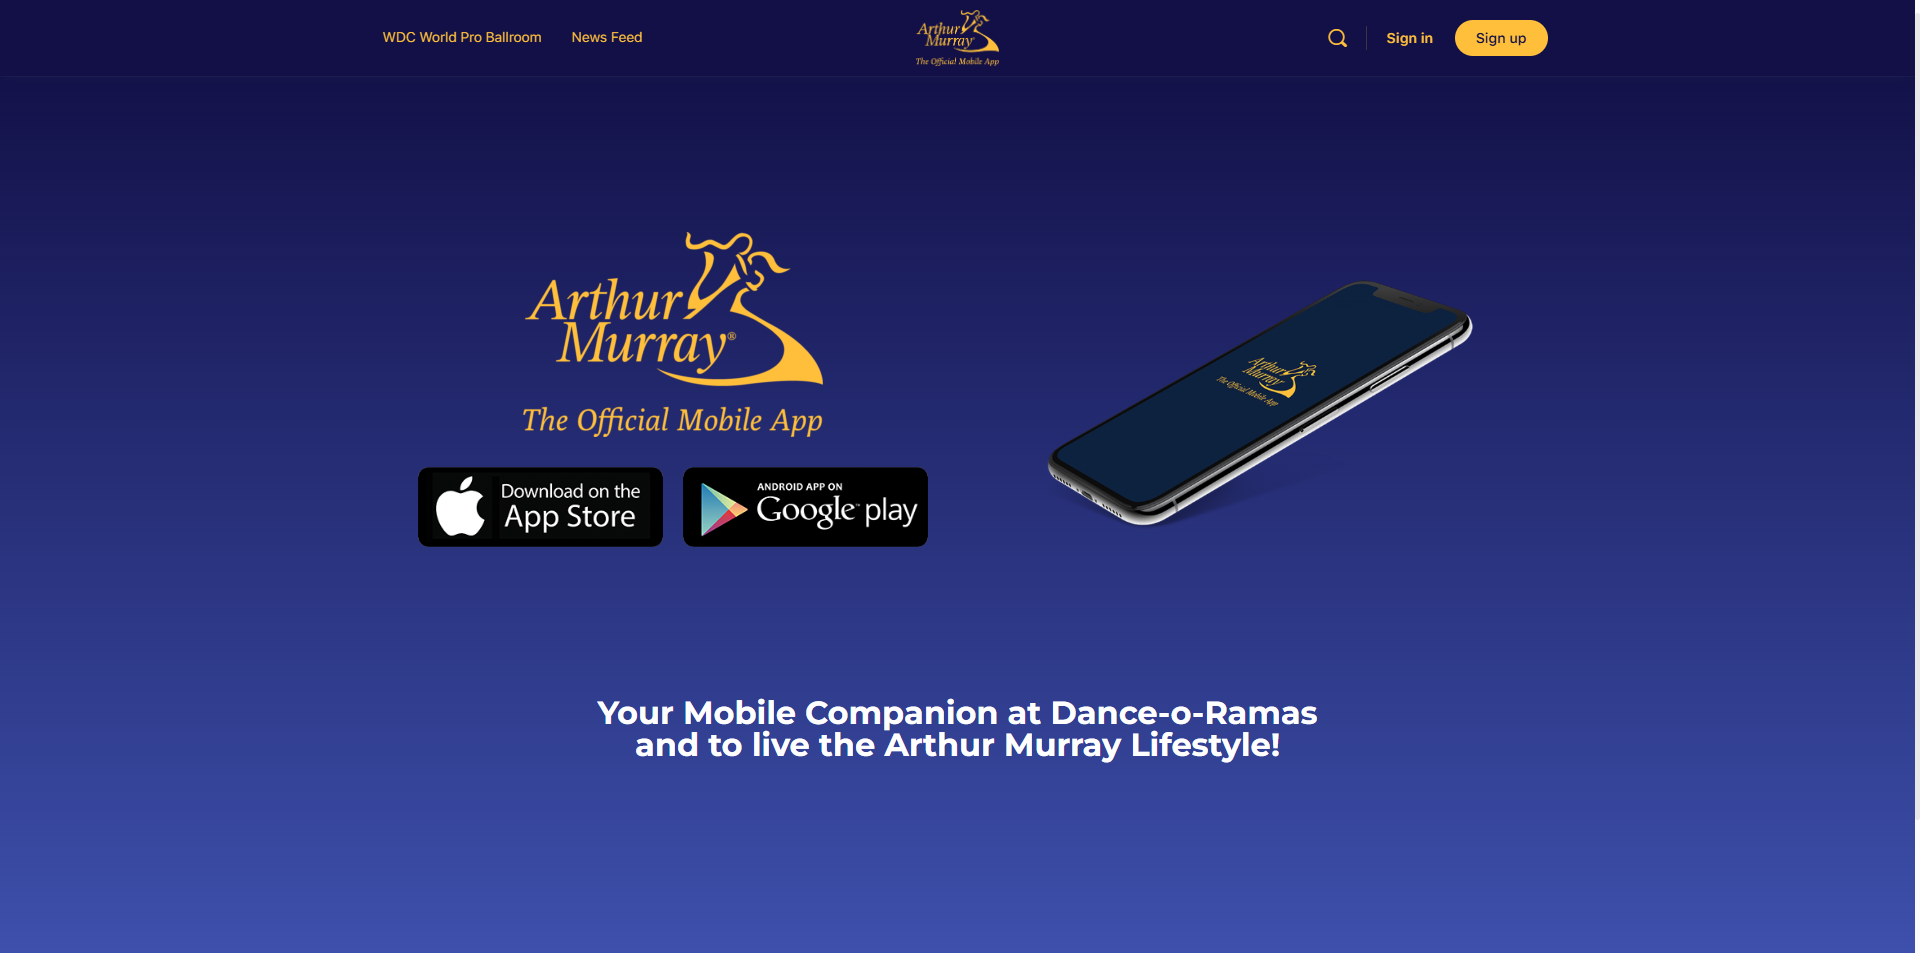 WDC World Pro Ballroom
News Feed
Arthur
Murray
The Official Mobile App
Sign in
Sign up
Arthur
Murray®
The Official Mobile App
Arthur
Murray
The Official Mobile App
Download on the
App Store
ANDROID APP ON
Google play
Your Mobile Companion at Dance-o-Ramas
and to live the Arthur Murray Lifestyle!